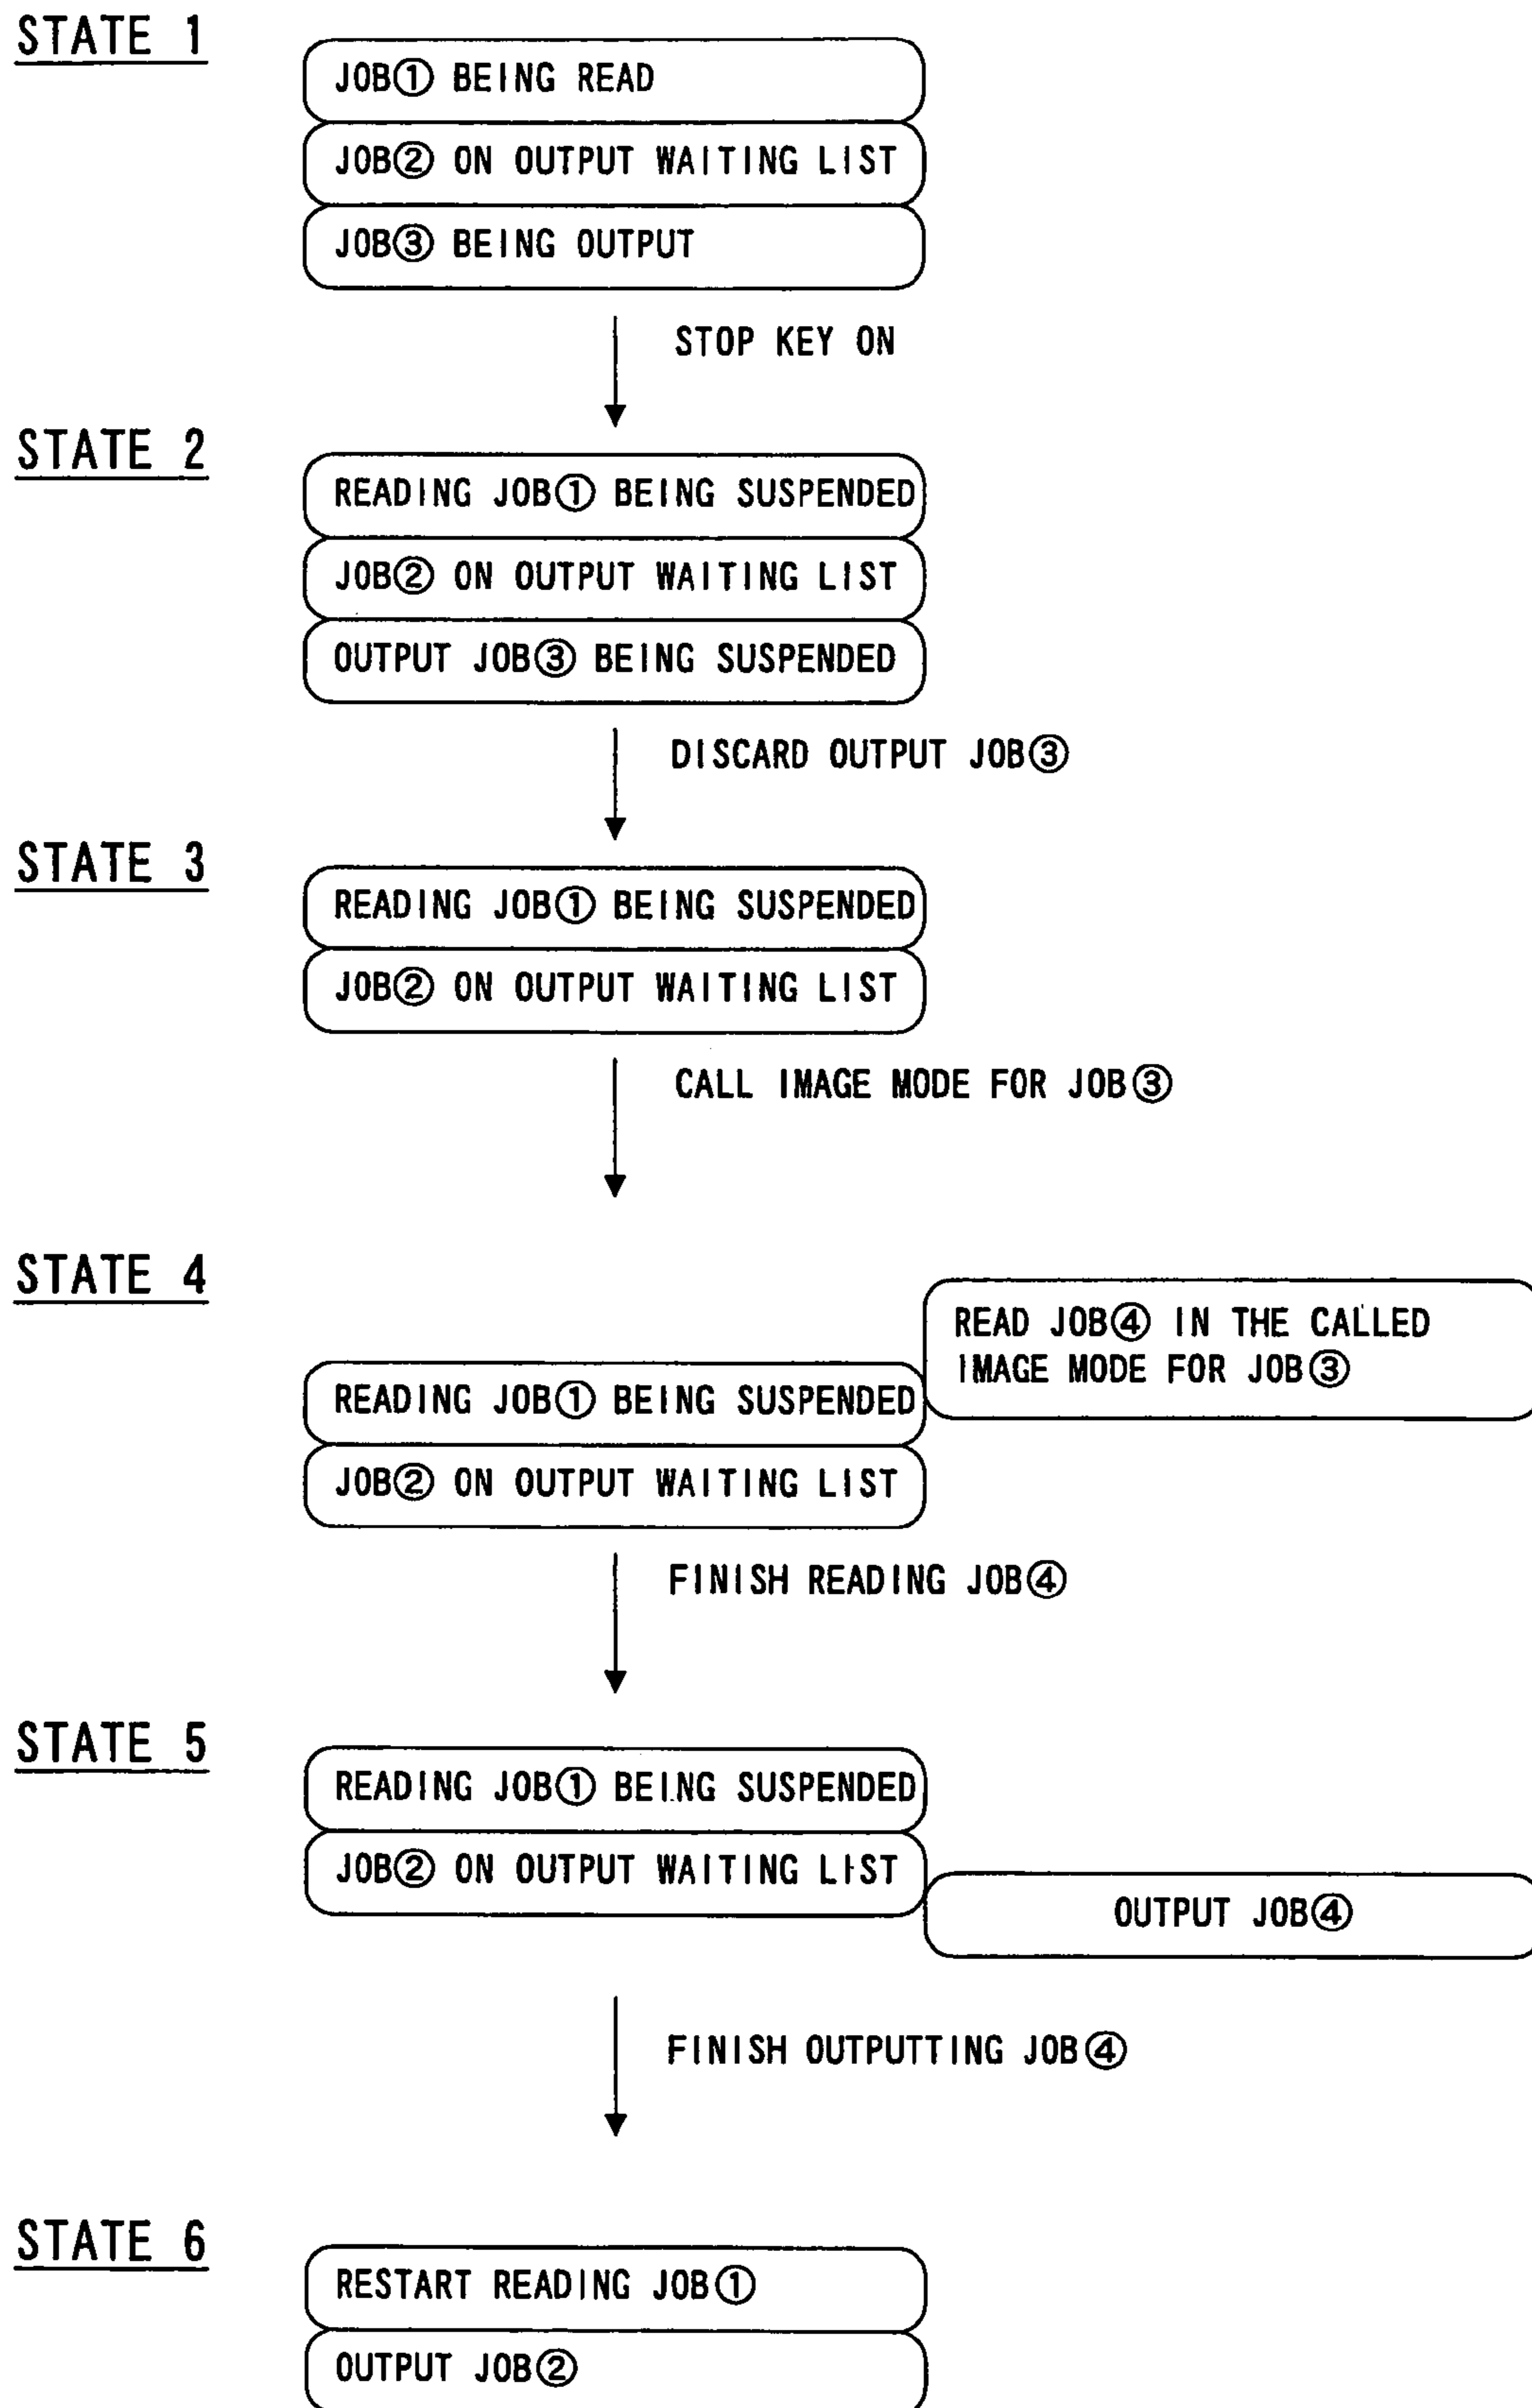 STATE 1
JOB① BEING READ
JOB② ON OUTPUT WAITING LIST
JOB③ BEING OUTPUT
STOP KEY ON
STATE 2
READING JOB① BEING SUSPENDED
JOB② ON OUTPUT WAITING LIST
OUTPUT JOB③ BEING SUSPENDED
DISCARD OUTPUT JOB③
STATE 3
READING JOB① BEING SUSPENDED
JOB② ON OUTPUT WAITING LIST
CALL IMAGE MODE FOR JOB③
STATE 4
READ JOB④ IN THE CALLED
IMAGE MODE FOR JOB③
READING JOB① BEING SUSPENDED
JOB② ON OUTPUT WAITING LIST
FINISH READING JOB④
STATE 5
READING JOB① BEING SUSPENDED
JOB② ON OUTPUT WAITING LIST
OUTPUT JOB④
FINISH OUTPUTTING JOB④
STATE 6
RESTART READING JOB①
OUTPUT JOB②